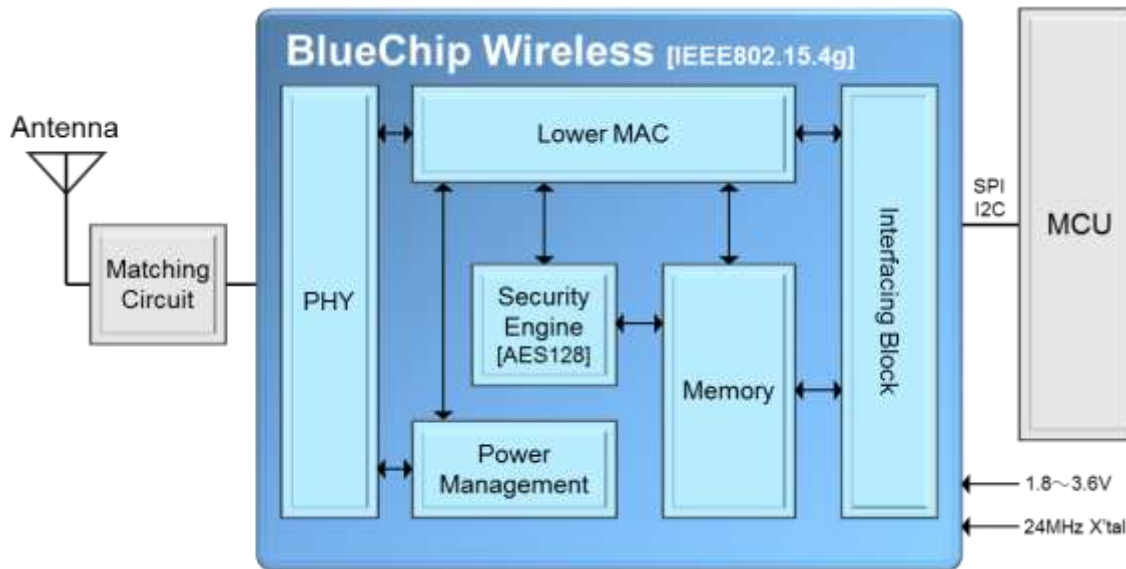 BlueChip Wireless [IEEE802.15.4g]
Antenna
Matching
Circuit
PHY
Lower MAC
Security
Engine
[AES128]
Memory
Power
Management
Interfacing Block
SPI
I2C
MCU
1.8～3.6V
24MHz X'tal